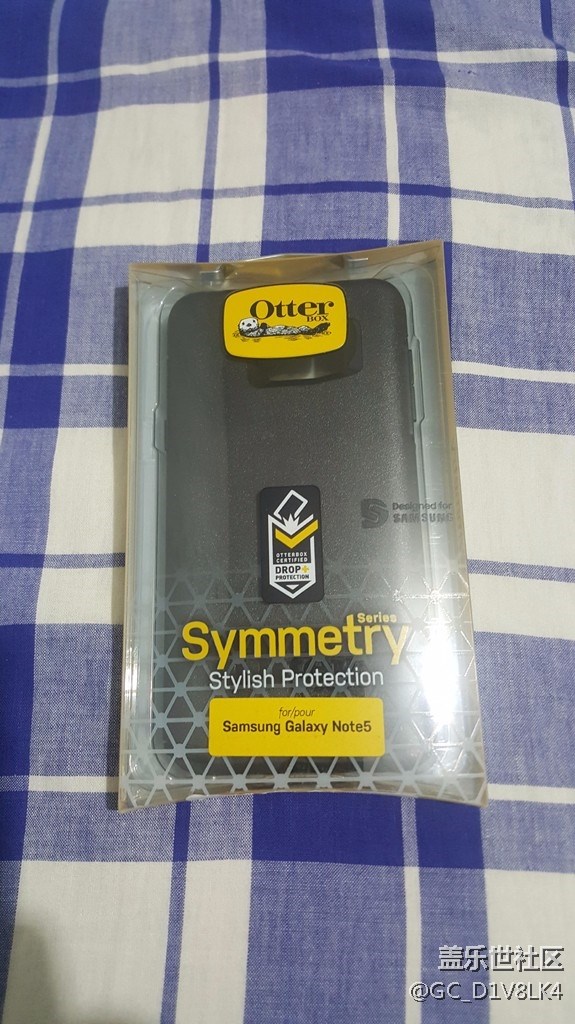 Otter
BOX
Designed for
SAMSUNG
OTTERBOX
CERTIFIED
DROP+
PROTECTION
Series
Symmetry
Stylish Protection
for/pour
Samsung Galaxy Note5
盖乐世社区
@GC_D1V8LK4